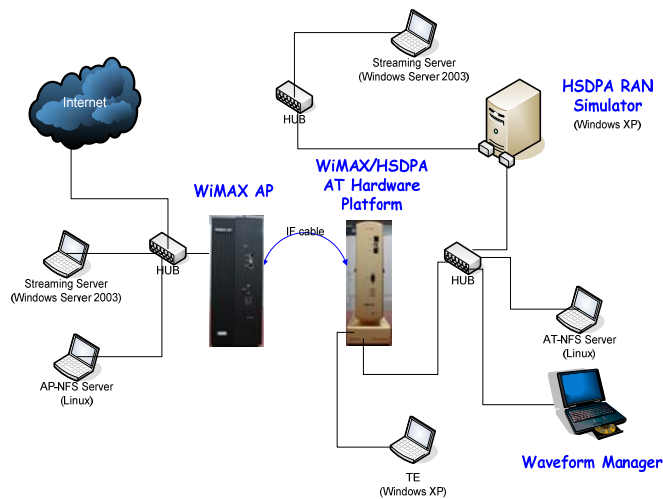 Streaming Server
(Windows Server 2003)
HSDPA RAN
Simulator
(Windows XP)
Internet
HUB
WiMAX/HSDPA
AT Hardware
Platform
WiMAX AP
IF cable
HUB
HUB
Streaming Server
(Windows Server 2003)
AT-NFS Server
(Linux)
AP-NFS Server
(Linux)
Waveform Manager
TE
(Windows XP)